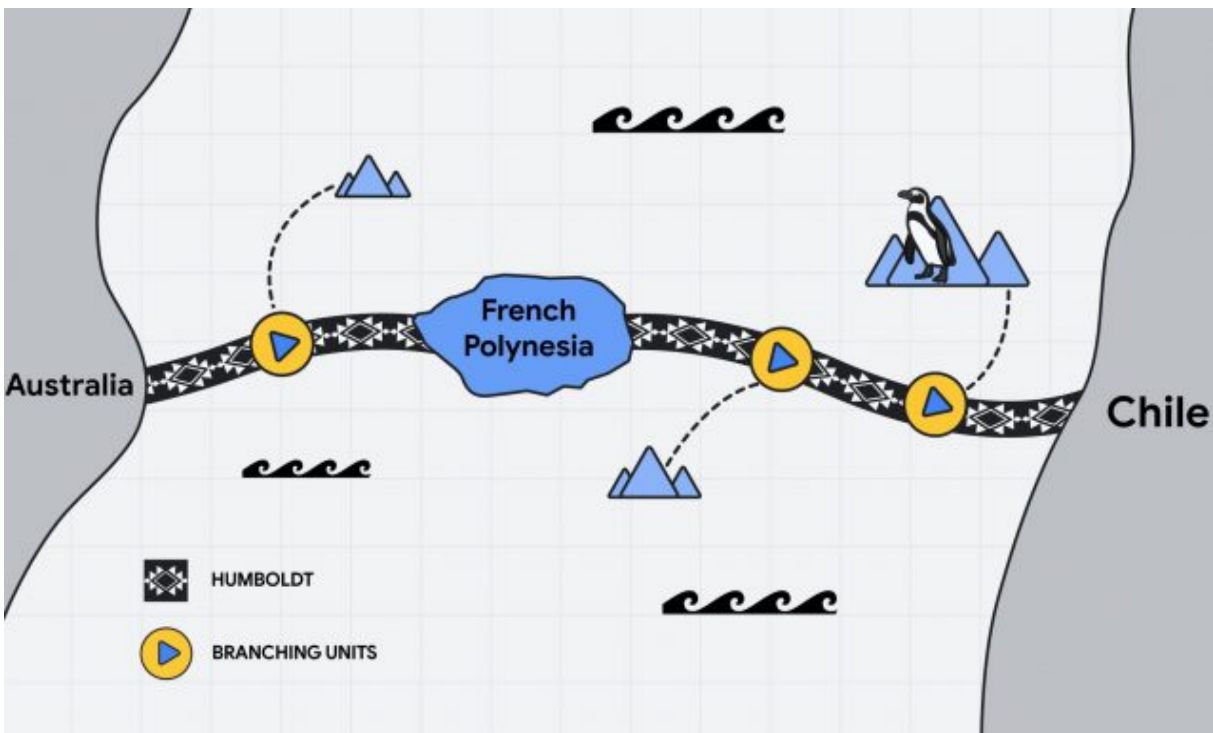 French
Polynesia
Australia
Chile
HUMBOLDT
BRANCHING UNITS